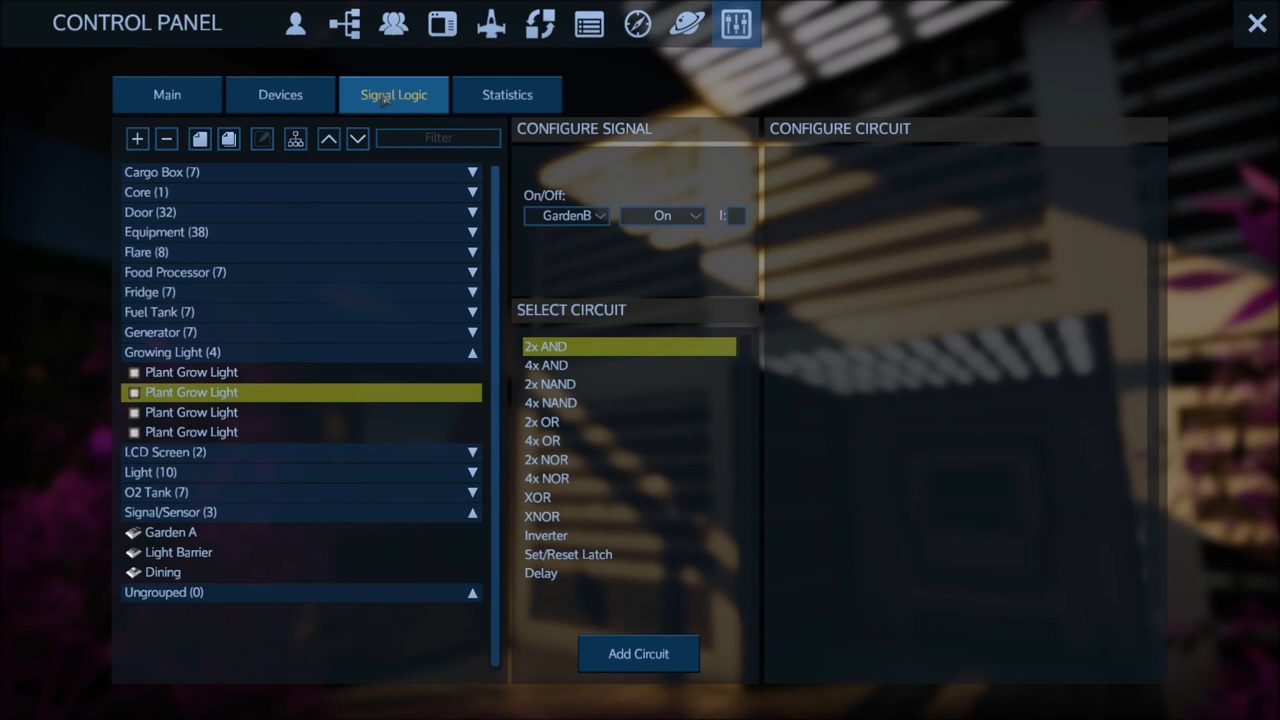 CONTROL PANEL
Main
Devices
Signal Logic
Statistics
Filter
Cargo Box (7)
Core (1)
Door (32)
Equipment (38)
Flare (8)
Food Processor (7)
Fridge (7)
Fuel Tank (7)
Generator (7)
Growing Light (4)
Plant Grow Light
Plant Grow Light
Plant Grow Light
Plant Grow Light
LCD Screen (2)
Light (10)
O2 Tank (7)
Signal/Sensor (3)
Garden A
Light Barrier
Dining
Ungrouped (0)
CONFIGURE SIGNAL
On/Off:
GardenB
On
I:
SELECT CIRCUIT
2x AND
4x AND
2x NAND
4x NAND
2x OR
4x OR
2x NOR
4x NOR
XOR
XNOR
Inverter
Set/Reset Latch
Delay
Add Circuit
CONFIGURE CIRCUIT